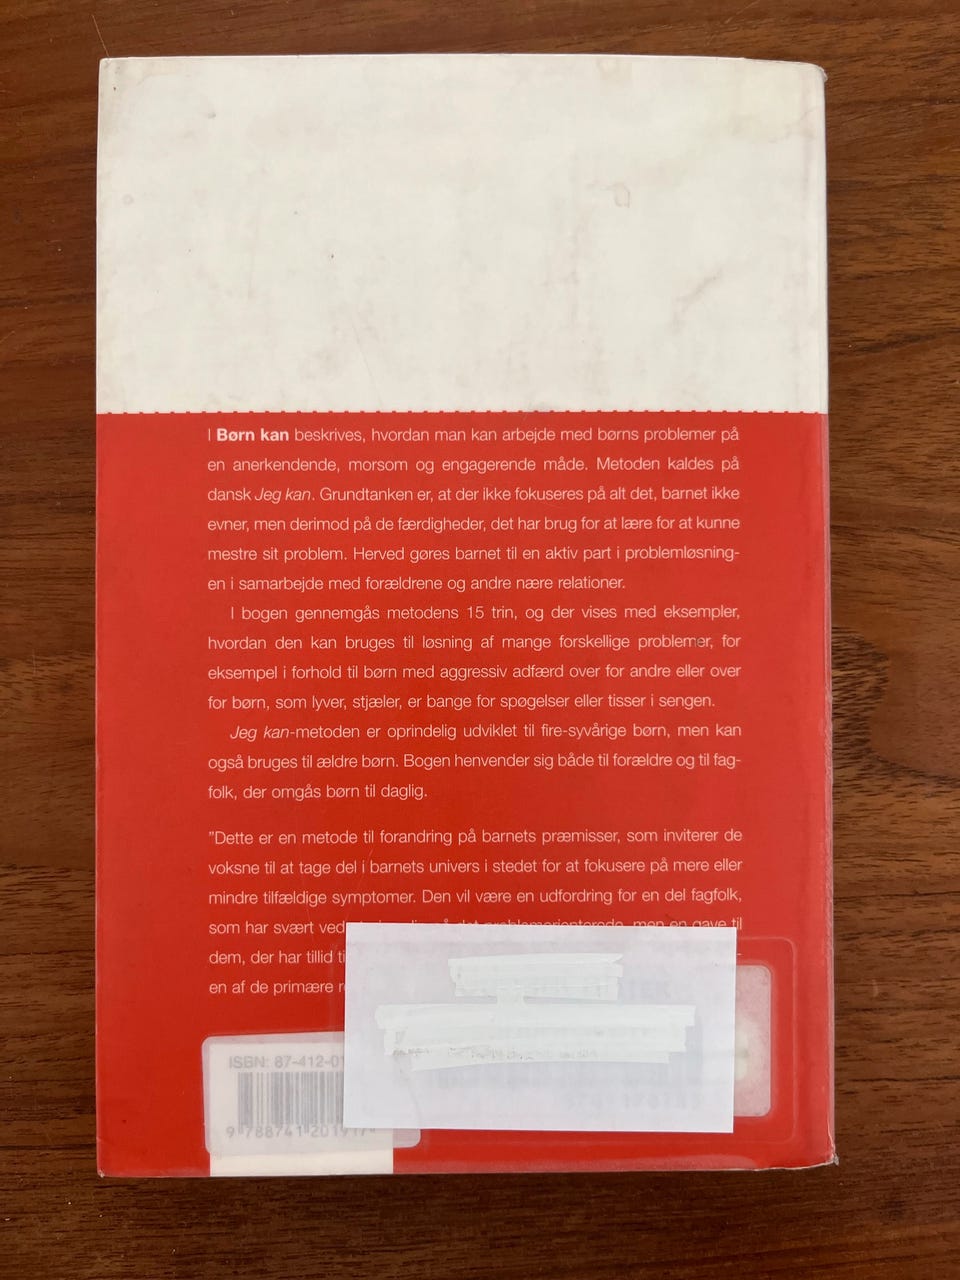 I Børn kan beskrives, hvordan man kan arbejde med børns problemer på
en anerkendende, morsom og engagerende måde. Metoden kaldes på
dansk Jeg kan. Grundtanken er, at der ikke fokuseres på alt det, barnet ikke
evner, men derimod på de færdigheder, det har brug for at lære for at kunne
mestre sit problem. Herved gøres barnet til en aktiv part i problemløsning-
en i samarbejde med forældrene og andre nære relationer.
I bogen gennemgås metodens 15 trin, og der vises med eksempler,
hvordan den kan bruges til løsning af mange forskellige problemer, for
eksempel i forhold til børn med aggressiv adfærd over for andre eller over
for børn, som lyver, stjæler, er bange for spøgelser eller tisser i sengen.
Jeg kan-metoden er oprindelig udviklet til fire-syvårige børn, men kan
også bruges til ældre børn. Bogen henvender sig både til forældre og til fag-
folk, der omgås børn til daglig.
"Dette er en metode til forandring på barnets præmisser, som inviterer de
voksne til at tage del i barnets univers i stedet for at fokusere på mere eller
mindre tilfældige symptomer. Den vil være en udfordring for en del fagfolk,
som har svært ved problemorienterede, men en gave til
dem, der har tillid
en af de primære
ISBN: 87-412-0
9 788741 201917